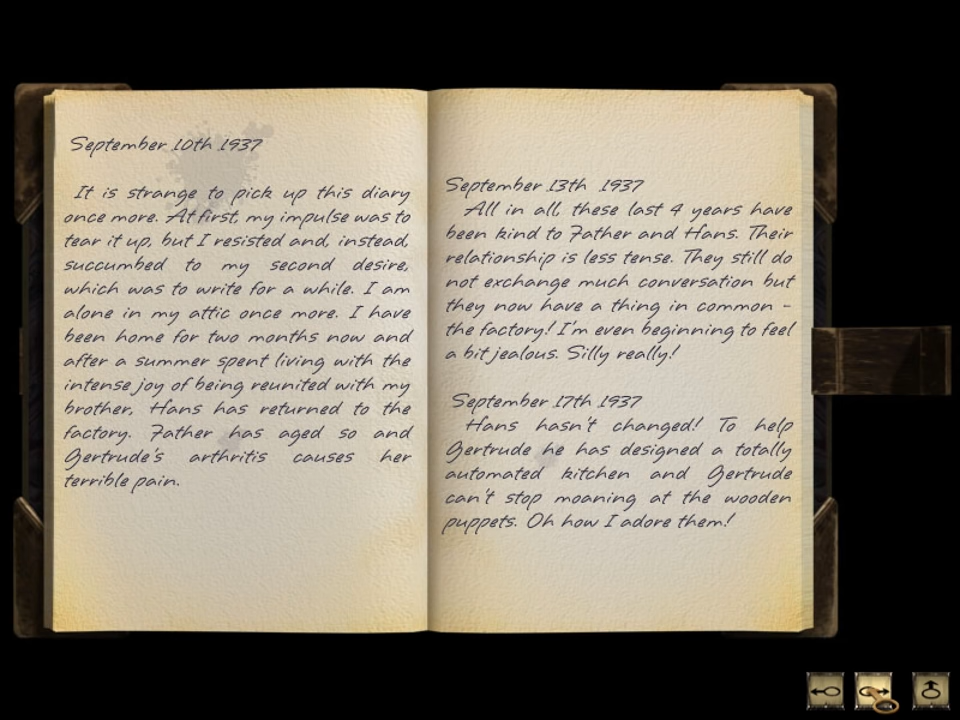 September 10th 1937
It is strange to pick up this diary
once more. At first, my impulse was to
tear it up, but I resisted and, instead,
succumbed to my second desire,
which was to write for a while. I am
alone in my attic once more. I have
been home for two months now and
after a summer spent living with the
intense joy of being reunited with my
brother, Hans has returned to the
factory. Father has aged so and
Gertrude's arthritis causes her
terrible pain.
September 13th 1937
All in all, these last 4 years have
been kind to Father and Hans. Their
relationship is less tense. They still do
not exchange much conversation but
they now have a thing in common -
the factory! I'm even beginning to feel
a bit jealous. Silly really!
September 17th 1937
Hans hasn't changed! To help
Gertrude he has designed a totally
automated kitchen and Gertrude
can't stop moaning at the wooden
puppets. Oh how I adore them!